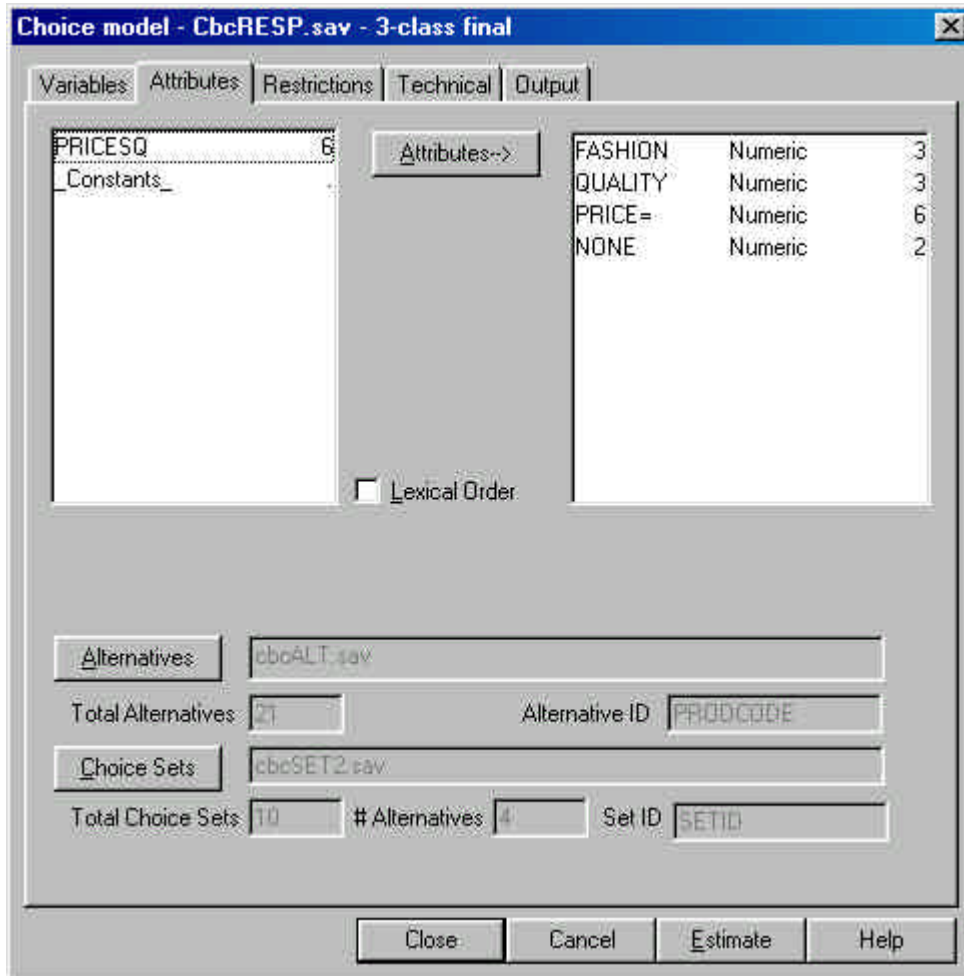 Choice model - CbcRESP.sav - 3-class final
Variables Attributes Restrictions Technical Output
PRICESQ 6
_Constants_ .
Attributes-->
FASHION Numeric 3
QUALITY Numeric 3
PRICE= Numeric 6
NONE Numeric 2
Lexical Order
Alternatives cbcALT.sav
Total Alternatives 21 Alternative ID PRODCODE
Choice Sets cbcSET2.sav
Total Choice Sets 10 # Alternatives 4 Set ID SETID
Close Cancel Estimate Help